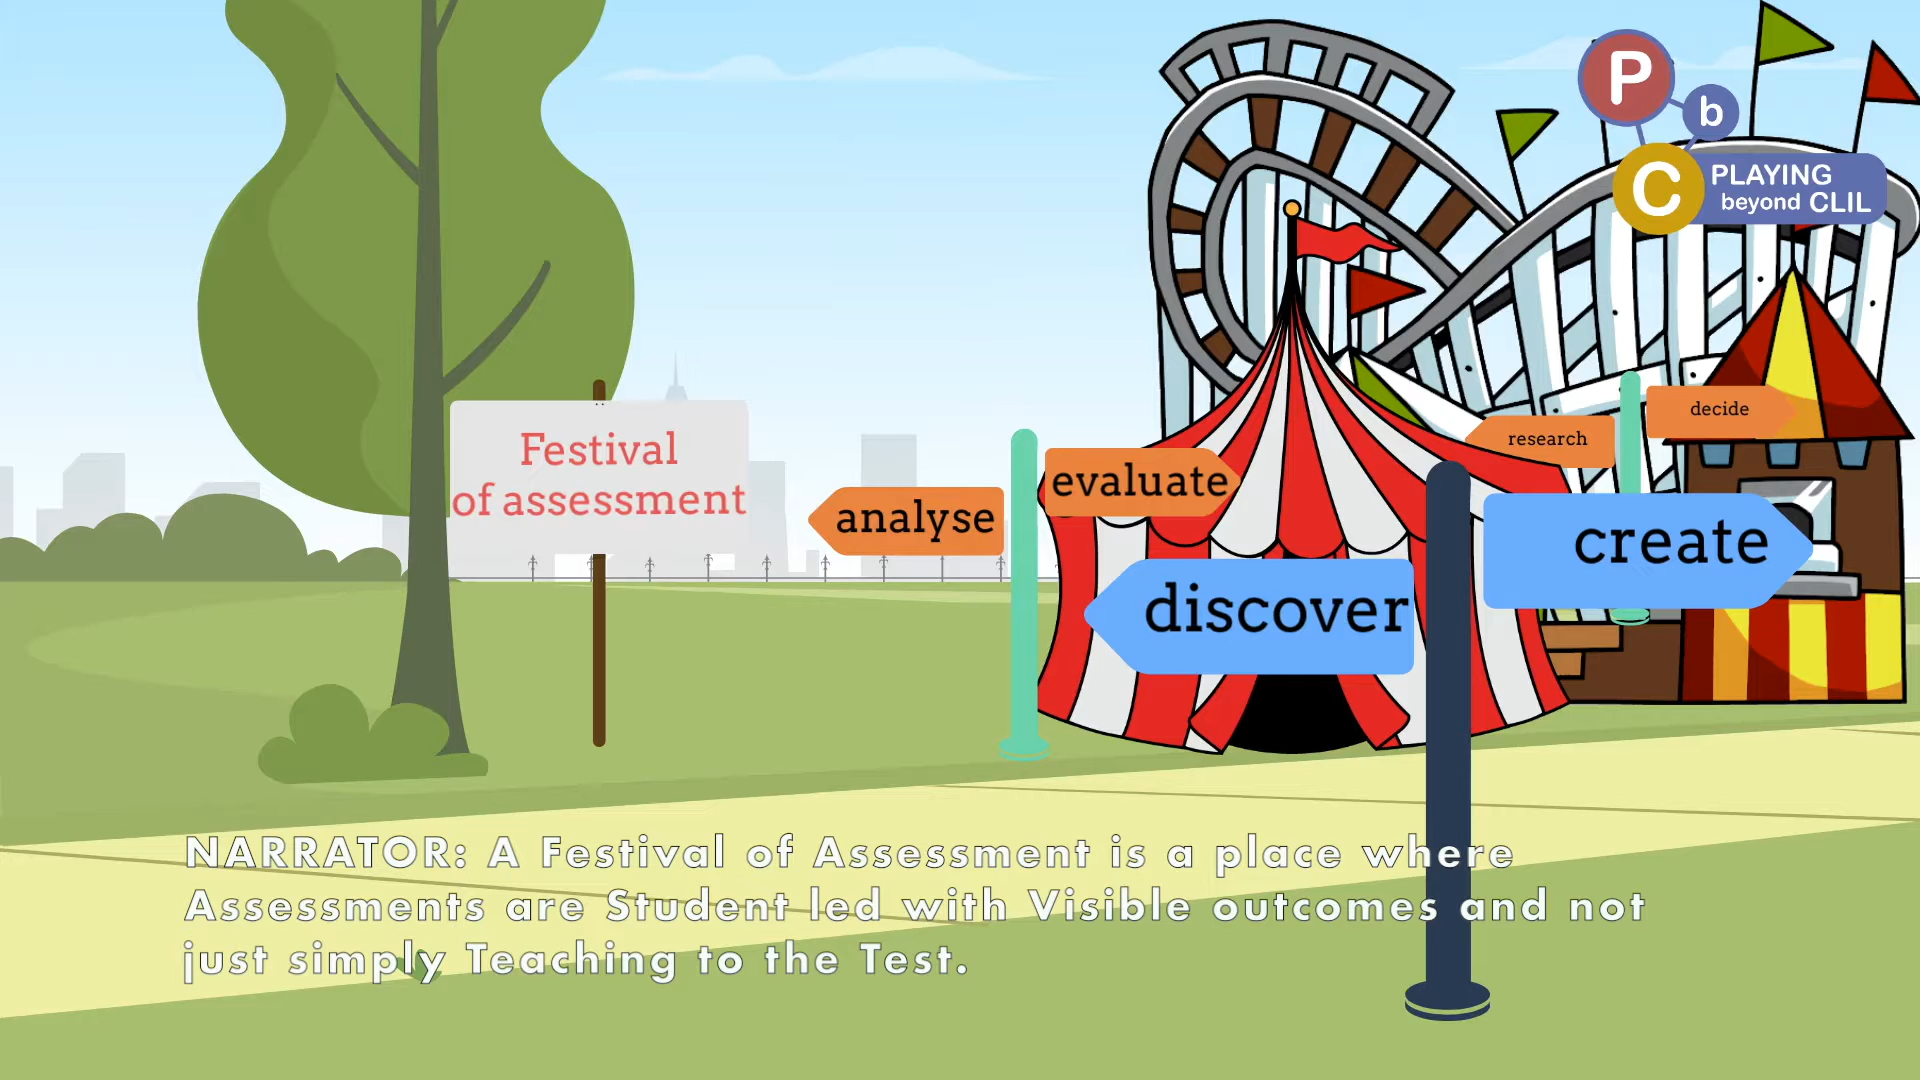 P
b
C
PLAYING
beyond CLIL
decide
research
Festival
of assessment
evaluate
analyse
create
discover
NARRATOR: A Festival of Assessment is a place where
Assessments are Student led with Visible outcomes and not
just simply Teaching to the Test.